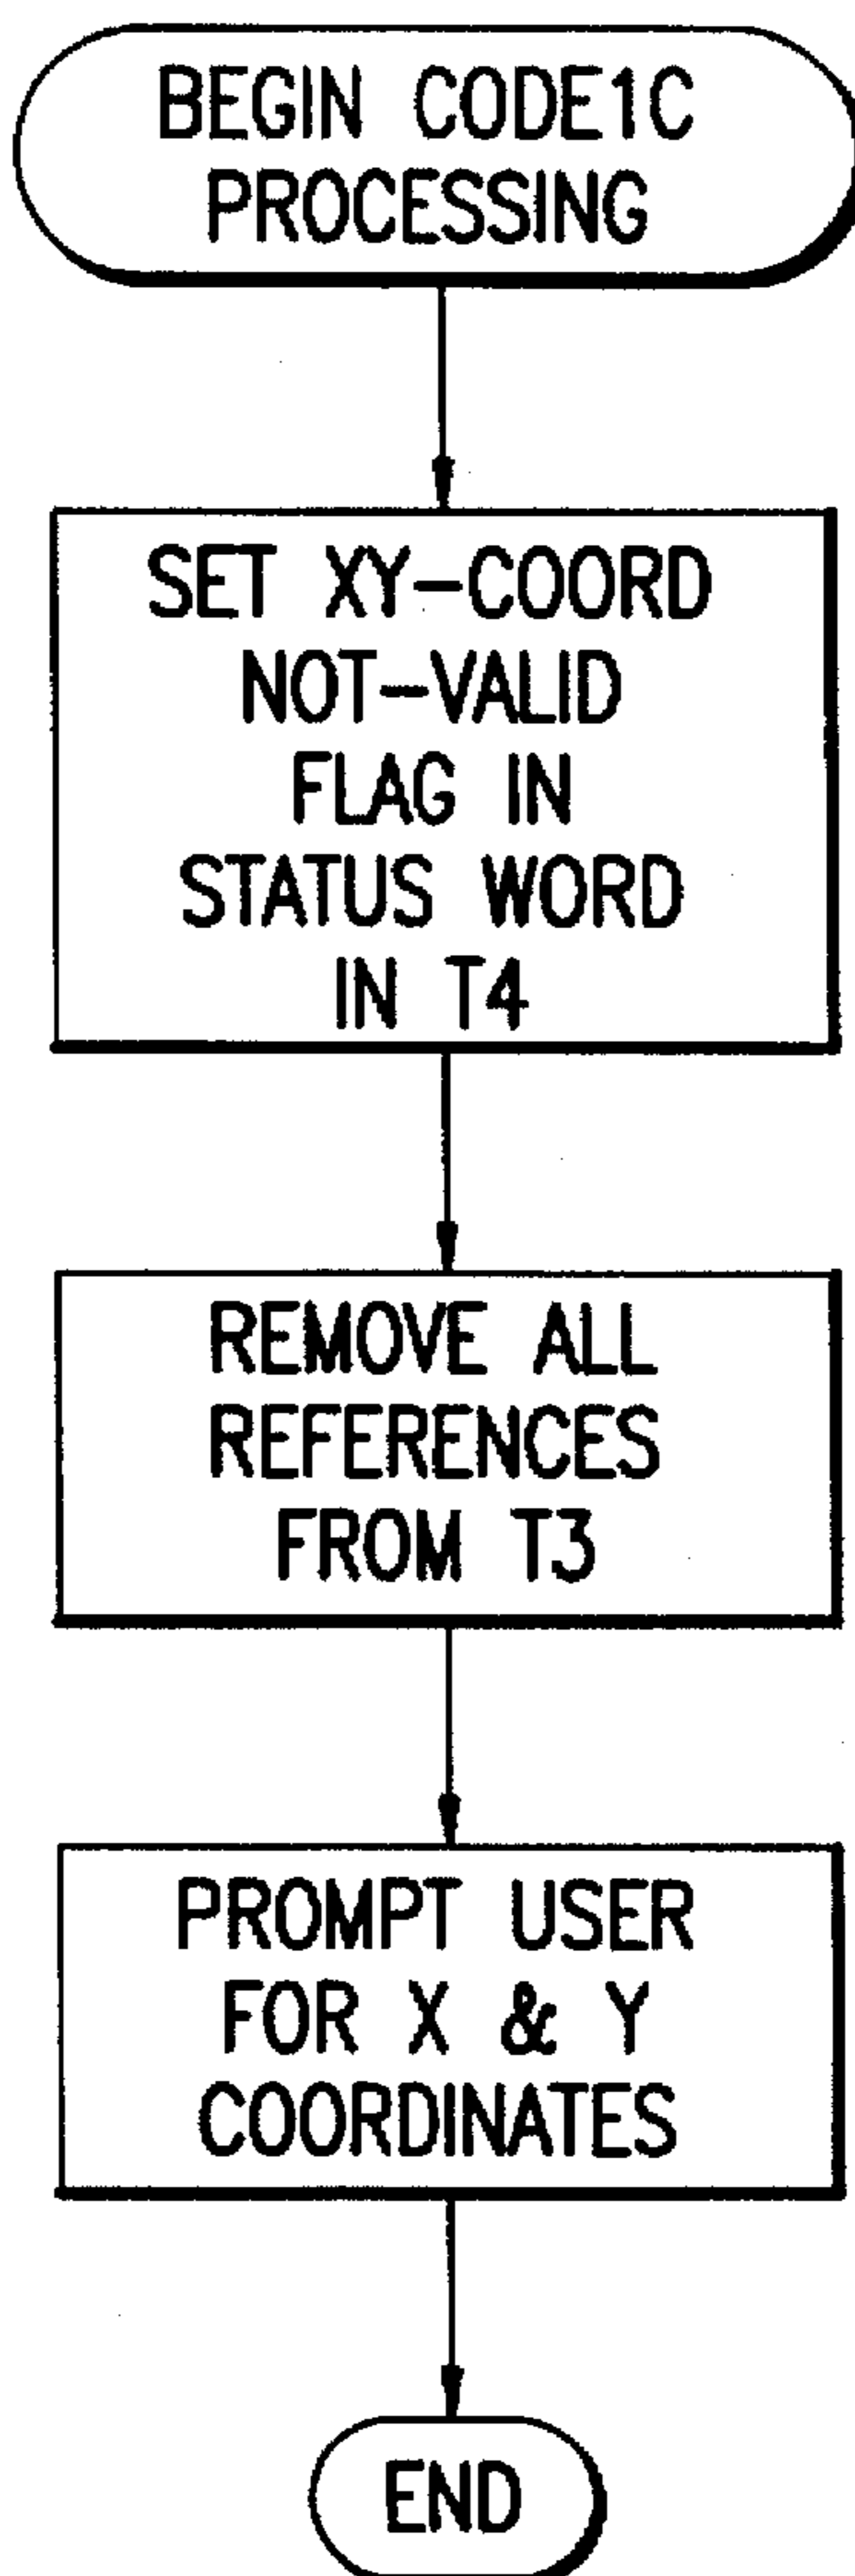 BEGIN CODE1C
PROCESSING
SET XY-COORD
NOT-VALID
FLAG IN
STATUS WORD
IN T4
REMOVE ALL
REFERENCES
FROM T3
PROMPT USER
FOR X & Y
COORDINATES
END